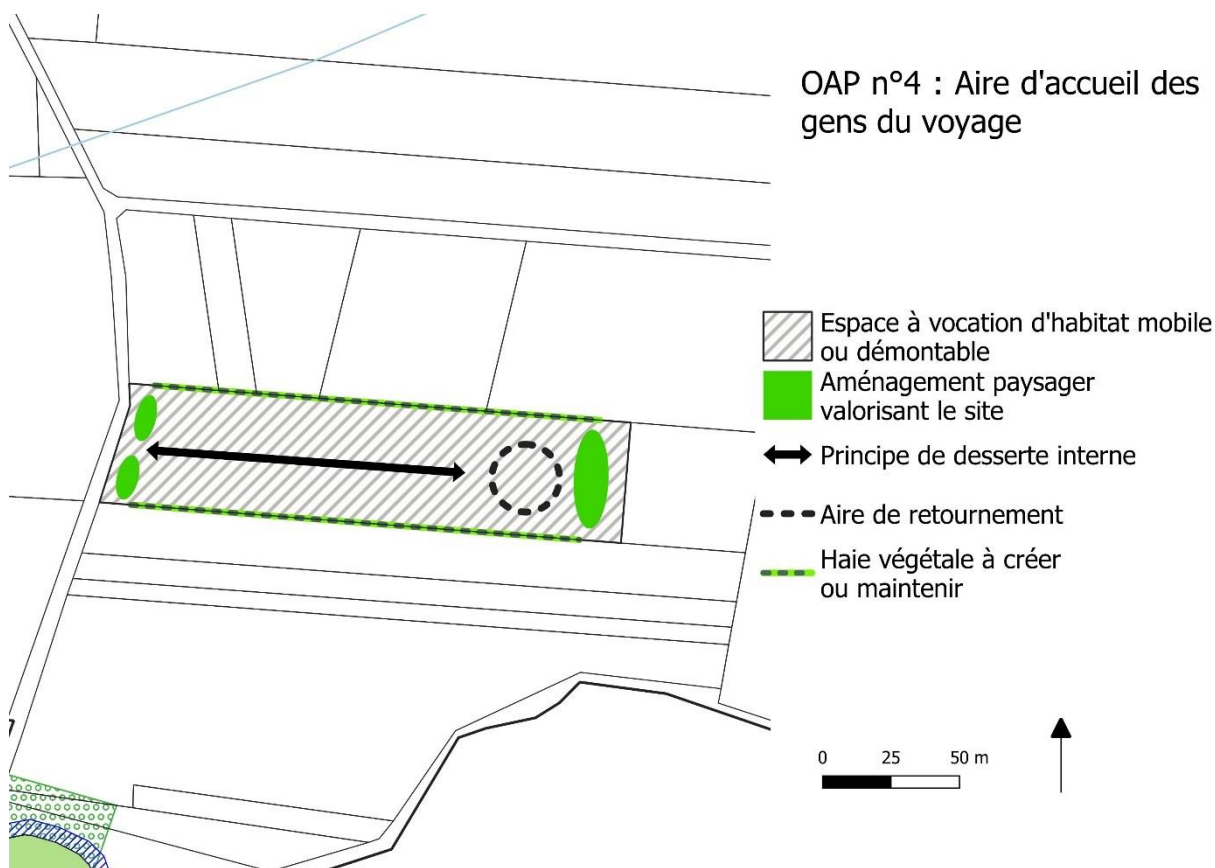 OAP n°4 : Aire d'accueil des
gens du voyage
Espace à vocation d'habitat mobile
ou démontable
Aménagement paysager
valorisant le site
Principe de desserte interne
Aire de retournement
Haie végétale à créer
ou maintenir
0 25 50 m